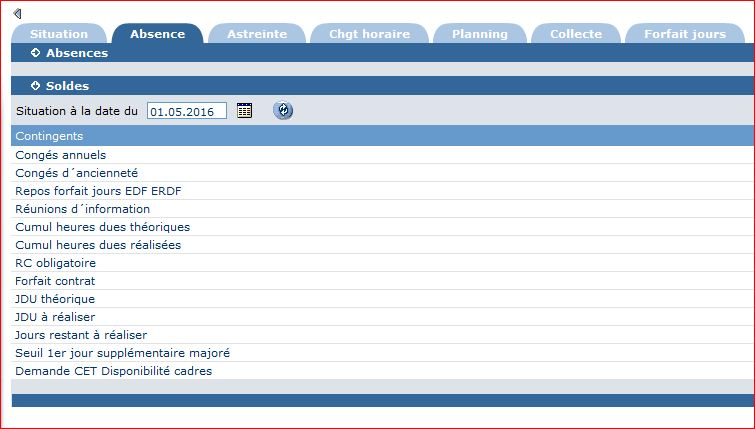 Situation Absence Astreinte Chgt horaire Planning Collecte Forfait jours
Absences
Soldes
Situation à la date du 01.05.2016
Contingents
Congés annuels
Congés d´ancienneté
Repos forfait jours EDF ERDF
Réunions d´information
Cumul heures dues théoriques
Cumul heures dues réalisées
RC obligatoire
Forfait contrat
JDU théorique
JDU à réaliser
Jours restant à réaliser
Seuil 1er jour supplémentaire majoré
Demande CET Disponibilité cadres